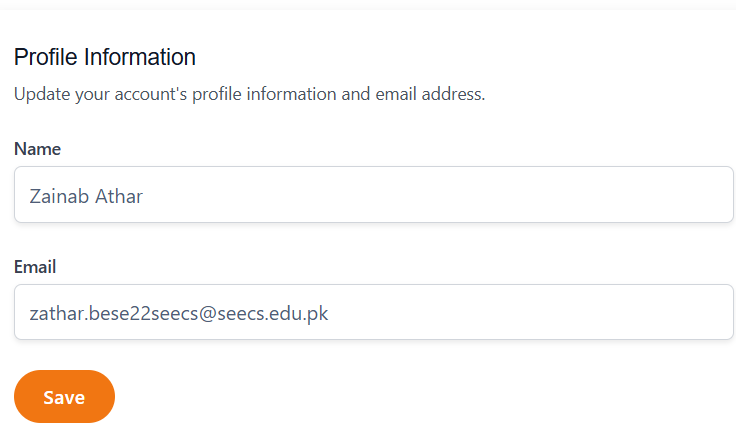 Profile Information
Update your account's profile information and email address.
Name
Zainab Athar
Email
zathar.bese22seecs@seecs.edu.pk
Save